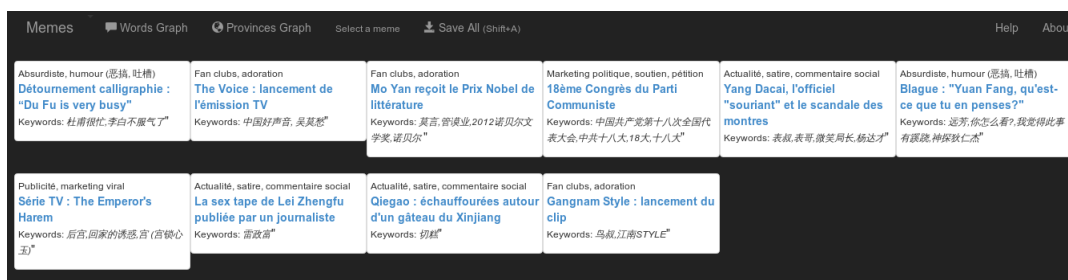 Memes Words Graph Provinces Graph Select a meme Save All (Shift+A) Help Abou
Absurdiste, humour (恶搞, 吐槽)
Détournement calligraphie :
“Du Fu is very busy"
Keywords: 杜甫很忙,李白不服气了"
Fan clubs, adoration
The Voice : lancement de
l'émission TV
Keywords: 中国好声音, 吴莫愁"
Fan clubs, adoration
Mo Yan reçoit le Prix Nobel de
littérature
Keywords: 莫言,管谟业,2012诺贝尔文
学奖,诺贝尔"
Marketing politique, soutien, pétition
18ème Congrès du Parti
Communiste
Keywords: 中国共产党第十八次全国代
表大会,中共十八大,18大,十八大"
Actualité, satire, commentaire social
Yang Dacai, l'officiel
"souriant" et le scandale des
montres
Keywords: 表叔,表哥,微笑局长,杨达才"
Absurdiste, humour (恶搞, 吐槽)
Blague : "Yuan Fang, qu'est-
ce que tu en penses?"
Keywords: 远芳,你怎么看?,我觉得此事
有蹊跷,神探狄仁杰"
Publicité, marketing viral
Série TV : The Emperor's
Harem
Keywords: 后宫,回家的诱惑,宫 (宫锁心
玉)"
Actualité, satire, commentaire social
La sex tape de Lei Zhengfu
publiée par un journaliste
Keywords: 雷政富"
Actualité, satire, commentaire social
Qiegao : échauffourées autour
d'un gâteau du Xinjiang
Keywords: 切糕"
Fan clubs, adoration
Gangnam Style : lancement du
clip
Keywords: 鸟叔,江南STYLE"